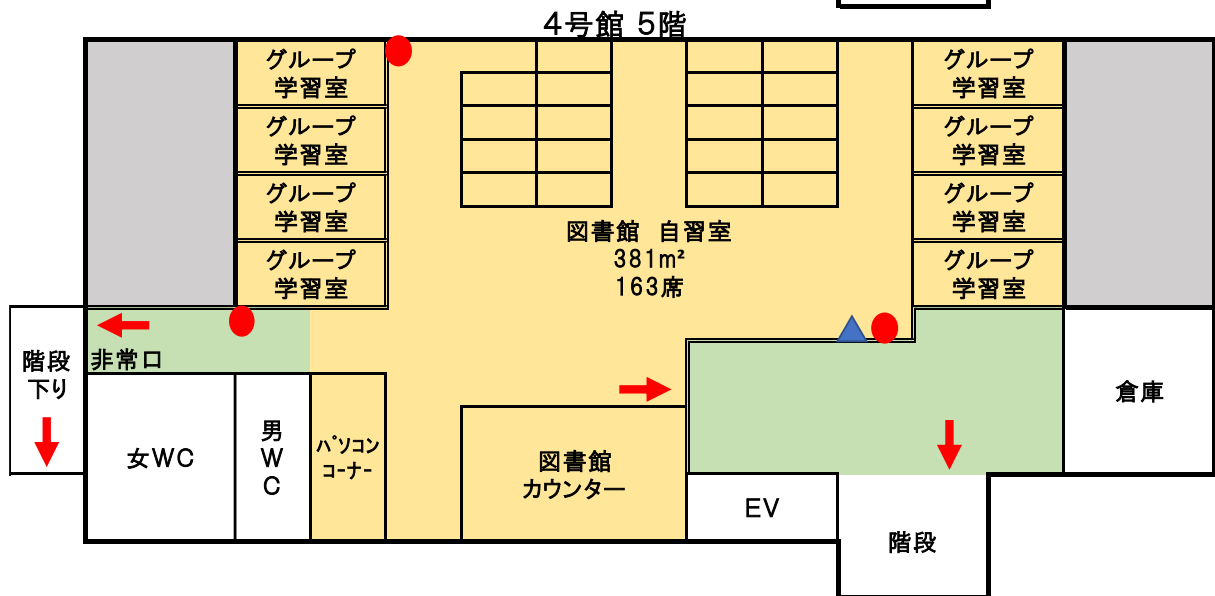 4号館 5階
グループ
学習室
グループ
学習室
グループ
学習室
グループ
学習室
グループ
学習室
グループ
学習室
グループ
学習室
グループ
学習室
図書館 自習室
381m²
163席
階段
下り
非常口
女WC
男
W
C
パソコン
コーナー
図書館
カウンター
EV
階段
倉庫